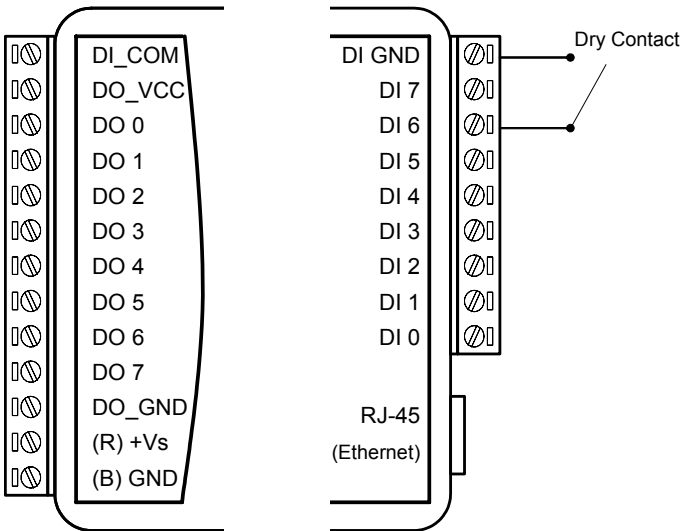 DI_COM
DO_VCC
DO 0
DO 1
DO 2
DO 3
DO 4
DO 5
DO 6
DO 7
DO_GND
(R) +Vs
(B) GND
DI GND
DI 7
DI 6
DI 5
DI 4
DI 3
DI 2
DI 1
DI 0
RJ-45
(Ethernet)
Dry Contact